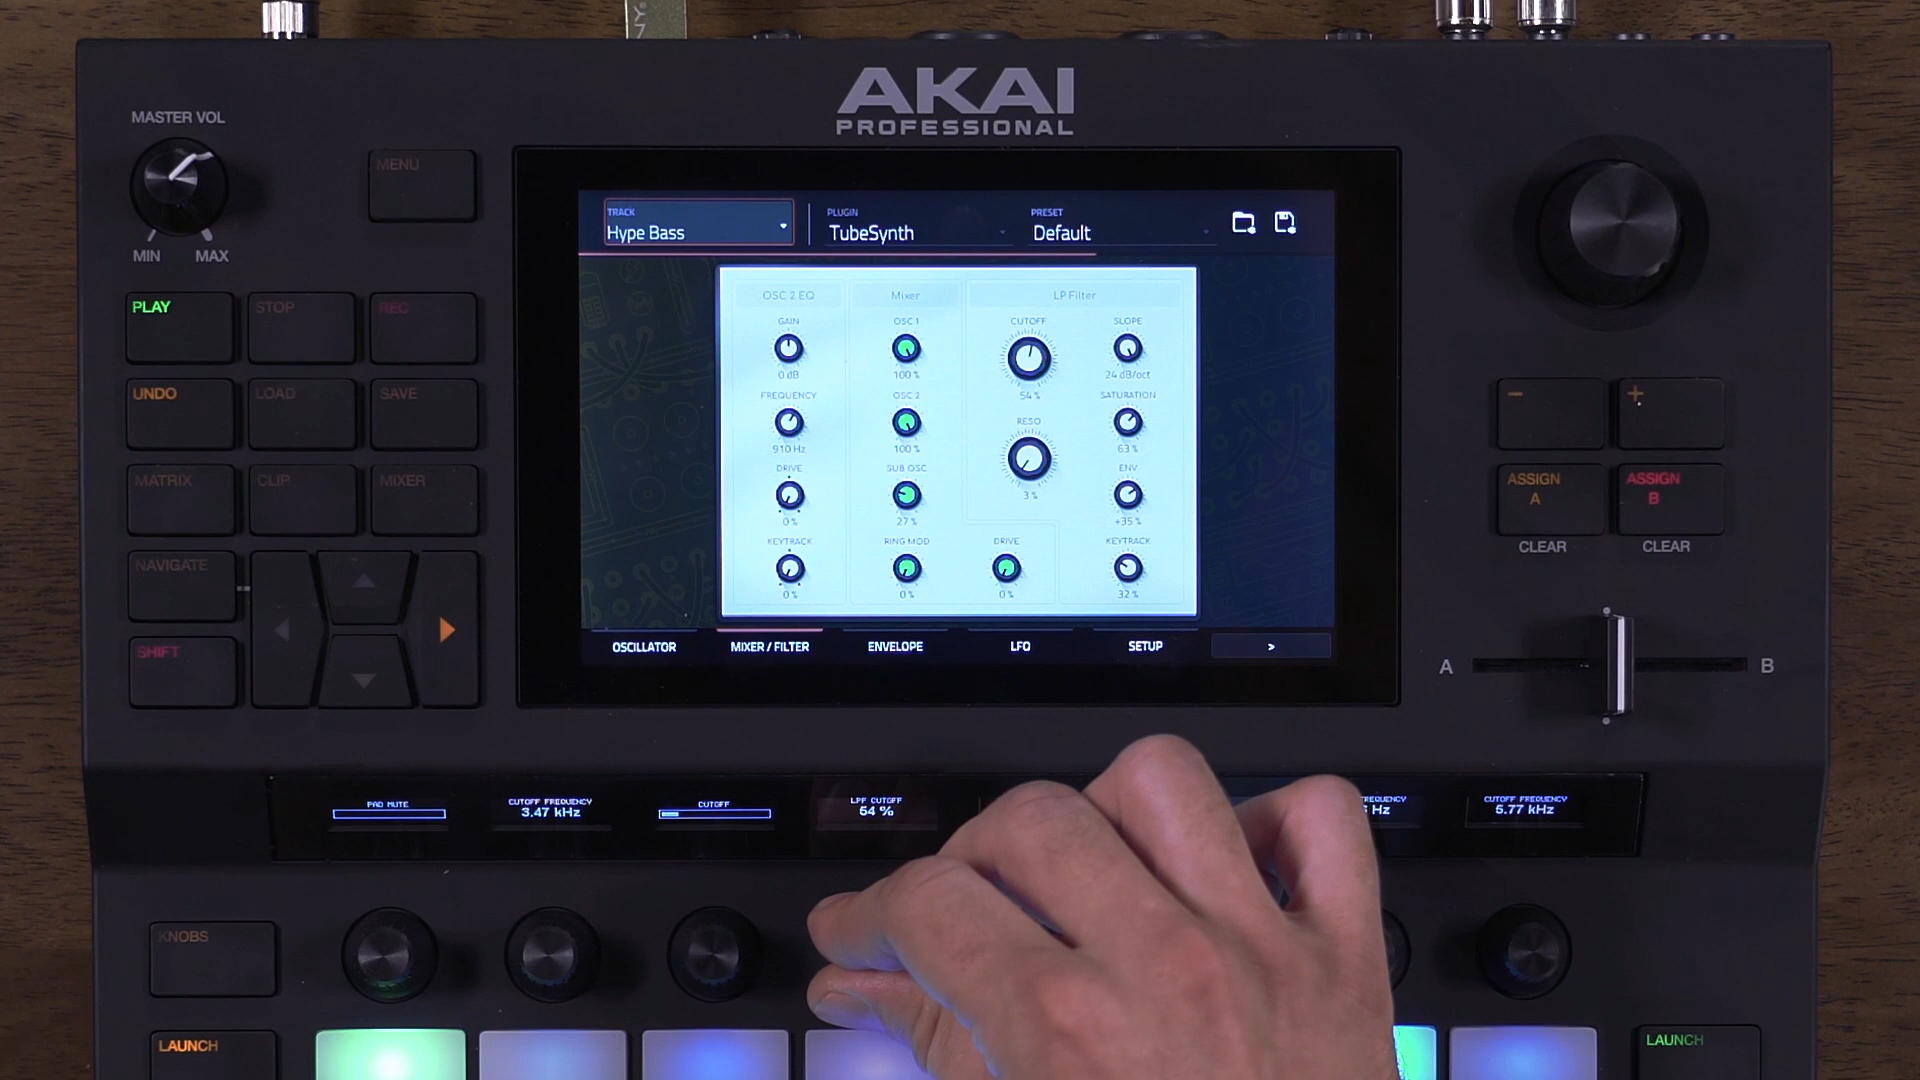 AKAI
PROFESSIONAL
MASTER VOL
MIN MAX
MENU
PLAY STOP REC
UNDO LOAD SAVE
MATRIX CLIP MIXER
NAVIGATE
SHIFT
TRACK
Hype Bass
PLUGIN
TubeSynth
PRESET
Default
OSC 2 EQ
GAIN
0 dB
FREQUENCY
910 Hz
DRIVE
0 %
KEYTRACK
0 %
Mixer
OSC 1
100 %
OSC 2
100 %
SUB OSC
27 %
RING MOD
0 %
LP Filter
CUTOFF
54 %
RESO
3 %
DRIVE
0 %
SLOPE
24 dB/oct
SATURATION
63 %
ENV
+35 %
KEYTRACK
32 %
OSCILLATOR MIXER / FILTER ENVELOPE LFO SETUP >
- +
ASSIGN
A
ASSIGN
B
CLEAR CLEAR
A B
PAD MUTE
CUTOFF FREQUENCY
3.47 kHz
CUTOFF
LPF CUTOFF
54 %
Hz
CUTOFF FREQUENCY
5.77 kHz
KNOBS
LAUNCH LAUNCH